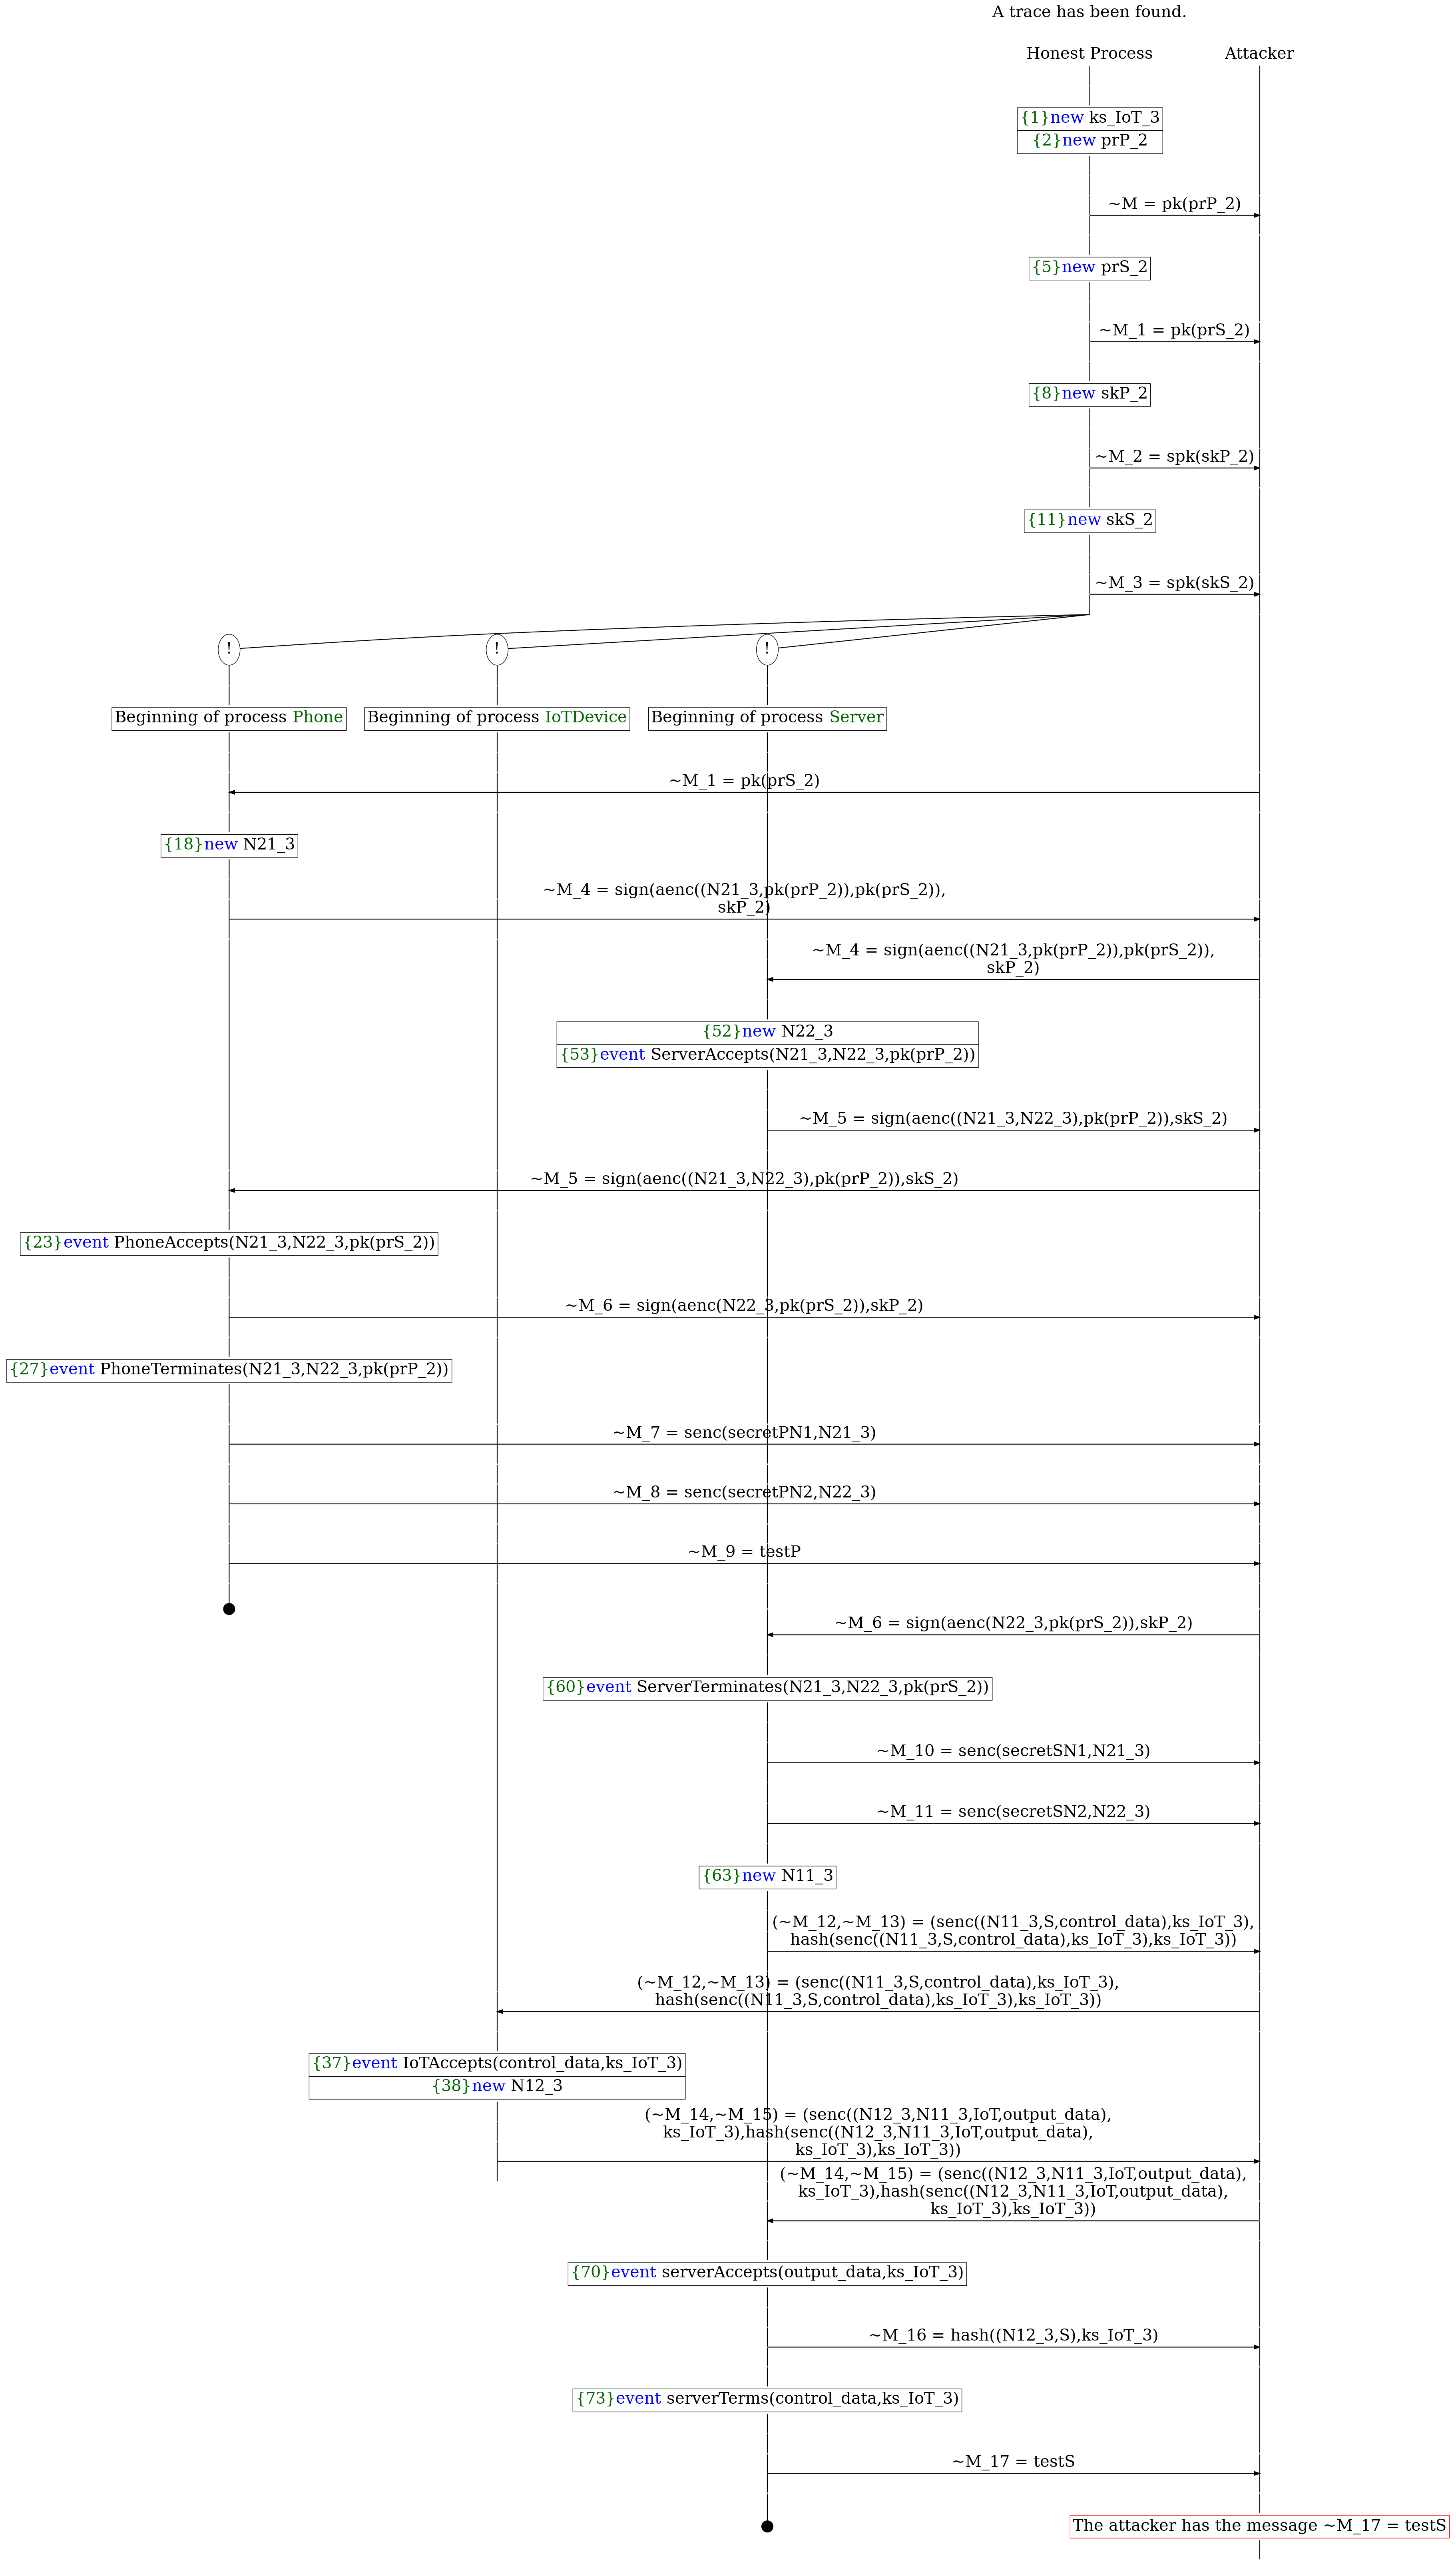 A trace has been found.
Honest Process
Attacker
{1}new ks_IoT_3
{2}new prP_2
~M = pk(prP_2)
{5}new prS_2
~M_1 = pk(prS_2)
{8}new skP_2
~M_2 = spk(skP_2)
{11}new skS_2
~M_3 = spk(skS_2)
!
!
!
Beginning of process Phone
Beginning of process IoTDevice
Beginning of process Server
~M_1 = pk(prS_2)
{18}new N21_3
~M_4 = sign(aenc((N21_3,pk(prP_2)),pk(prS_2)),
skP_2)
~M_4 = sign(aenc((N21_3,pk(prP_2)),pk(prS_2)),
skP_2)
{52}new N22_3
{53}event ServerAccepts(N21_3,N22_3,pk(prP_2))
~M_5 = sign(aenc((N21_3,N22_3),pk(prP_2)),skS_2)
~M_5 = sign(aenc((N21_3,N22_3),pk(prP_2)),skS_2)
{23}event PhoneAccepts(N21_3,N22_3,pk(prS_2))
~M_6 = sign(aenc(N22_3,pk(prS_2)),skP_2)
{27}event PhoneTerminates(N21_3,N22_3,pk(prP_2))
~M_7 = senc(secretPN1,N21_3)
~M_8 = senc(secretPN2,N22_3)
~M_9 = testP
~M_6 = sign(aenc(N22_3,pk(prS_2)),skP_2)
{60}event ServerTerminates(N21_3,N22_3,pk(prS_2))
~M_10 = senc(secretSN1,N21_3)
~M_11 = senc(secretSN2,N22_3)
{63}new N11_3
(~M_12,~M_13) = (senc((N11_3,S,control_data),ks_IoT_3),
hash(senc((N11_3,S,control_data),ks_IoT_3),ks_IoT_3))
(~M_12,~M_13) = (senc((N11_3,S,control_data),ks_IoT_3),
hash(senc((N11_3,S,control_data),ks_IoT_3),ks_IoT_3))
{37}event IoTAccepts(control_data,ks_IoT_3)
{38}new N12_3
(~M_14,~M_15) = (senc((N12_3,N11_3,IoT,output_data),
ks_IoT_3),hash(senc((N12_3,N11_3,IoT,output_data),
ks_IoT_3),ks_IoT_3))
(~M_14,~M_15) = (senc((N12_3,N11_3,IoT,output_data),
ks_IoT_3),hash(senc((N12_3,N11_3,IoT,output_data),
ks_IoT_3),ks_IoT_3))
{70}event serverAccepts(output_data,ks_IoT_3)
~M_16 = hash((N12_3,S),ks_IoT_3)
{73}event serverTerms(control_data,ks_IoT_3)
~M_17 = testS
The attacker has the message ~M_17 = testS